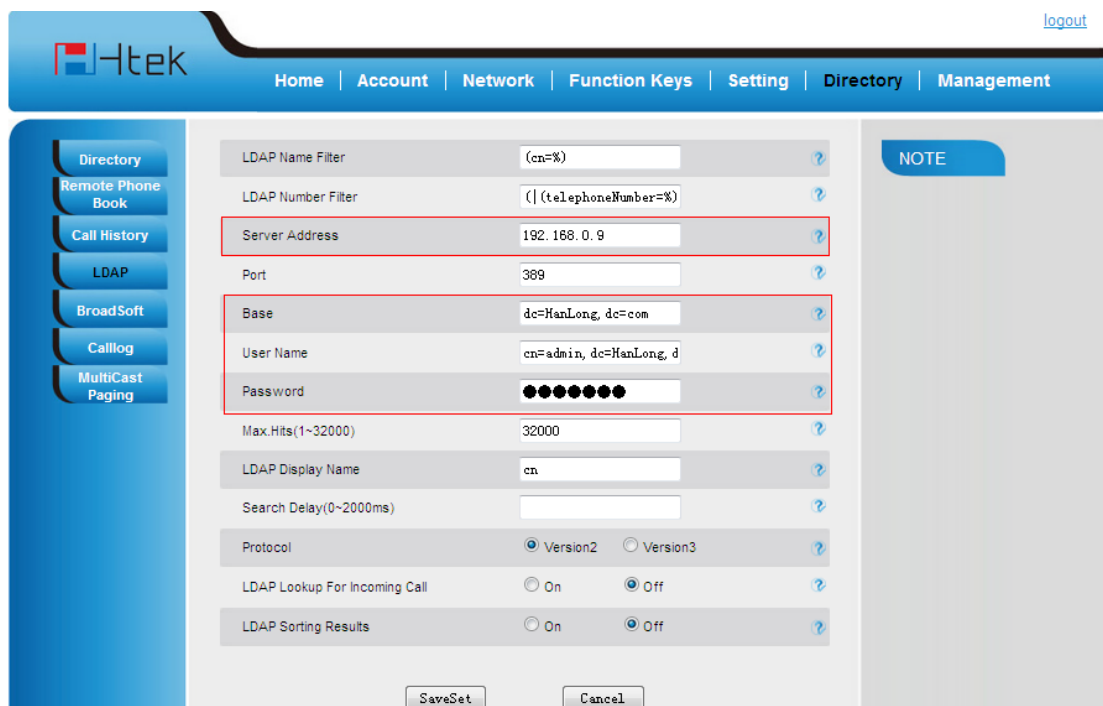 logout
Htek
Home | Account | Network | Function Keys | Setting | Directory | Management
Directory
Remote Phone
Book
Call History
LDAP
BroadSoft
Calllog
MultiCast
Paging
LDAP Name Filter (cn=%)
LDAP Number Filter (|(telephoneNumber=%)
Server Address 192.168.0.9
Port 389
Base dc=HanLong,dc=com
User Name cn=admin,dc=HanLong,d
Password ●●●●●●●
Max.Hits(1~32000) 32000
LDAP Display Name cn
Search Delay(0~2000ms)
Protocol Version2 Version3
LDAP Lookup For Incoming Call On Off
LDAP Sorting Results On Off
SaveSet Cancel
NOTE